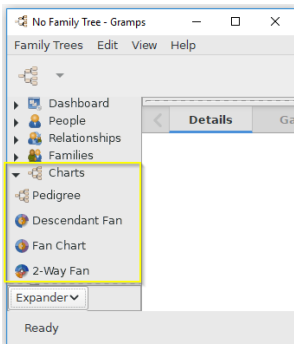 No Family Tree - Gramps
Family Trees Edit View Help
Dashboard
People
Relationships
Families
Charts
Pedigree
Descendant Fan
Fan Chart
2-Way Fan
Expander
Details
Ga
Ready